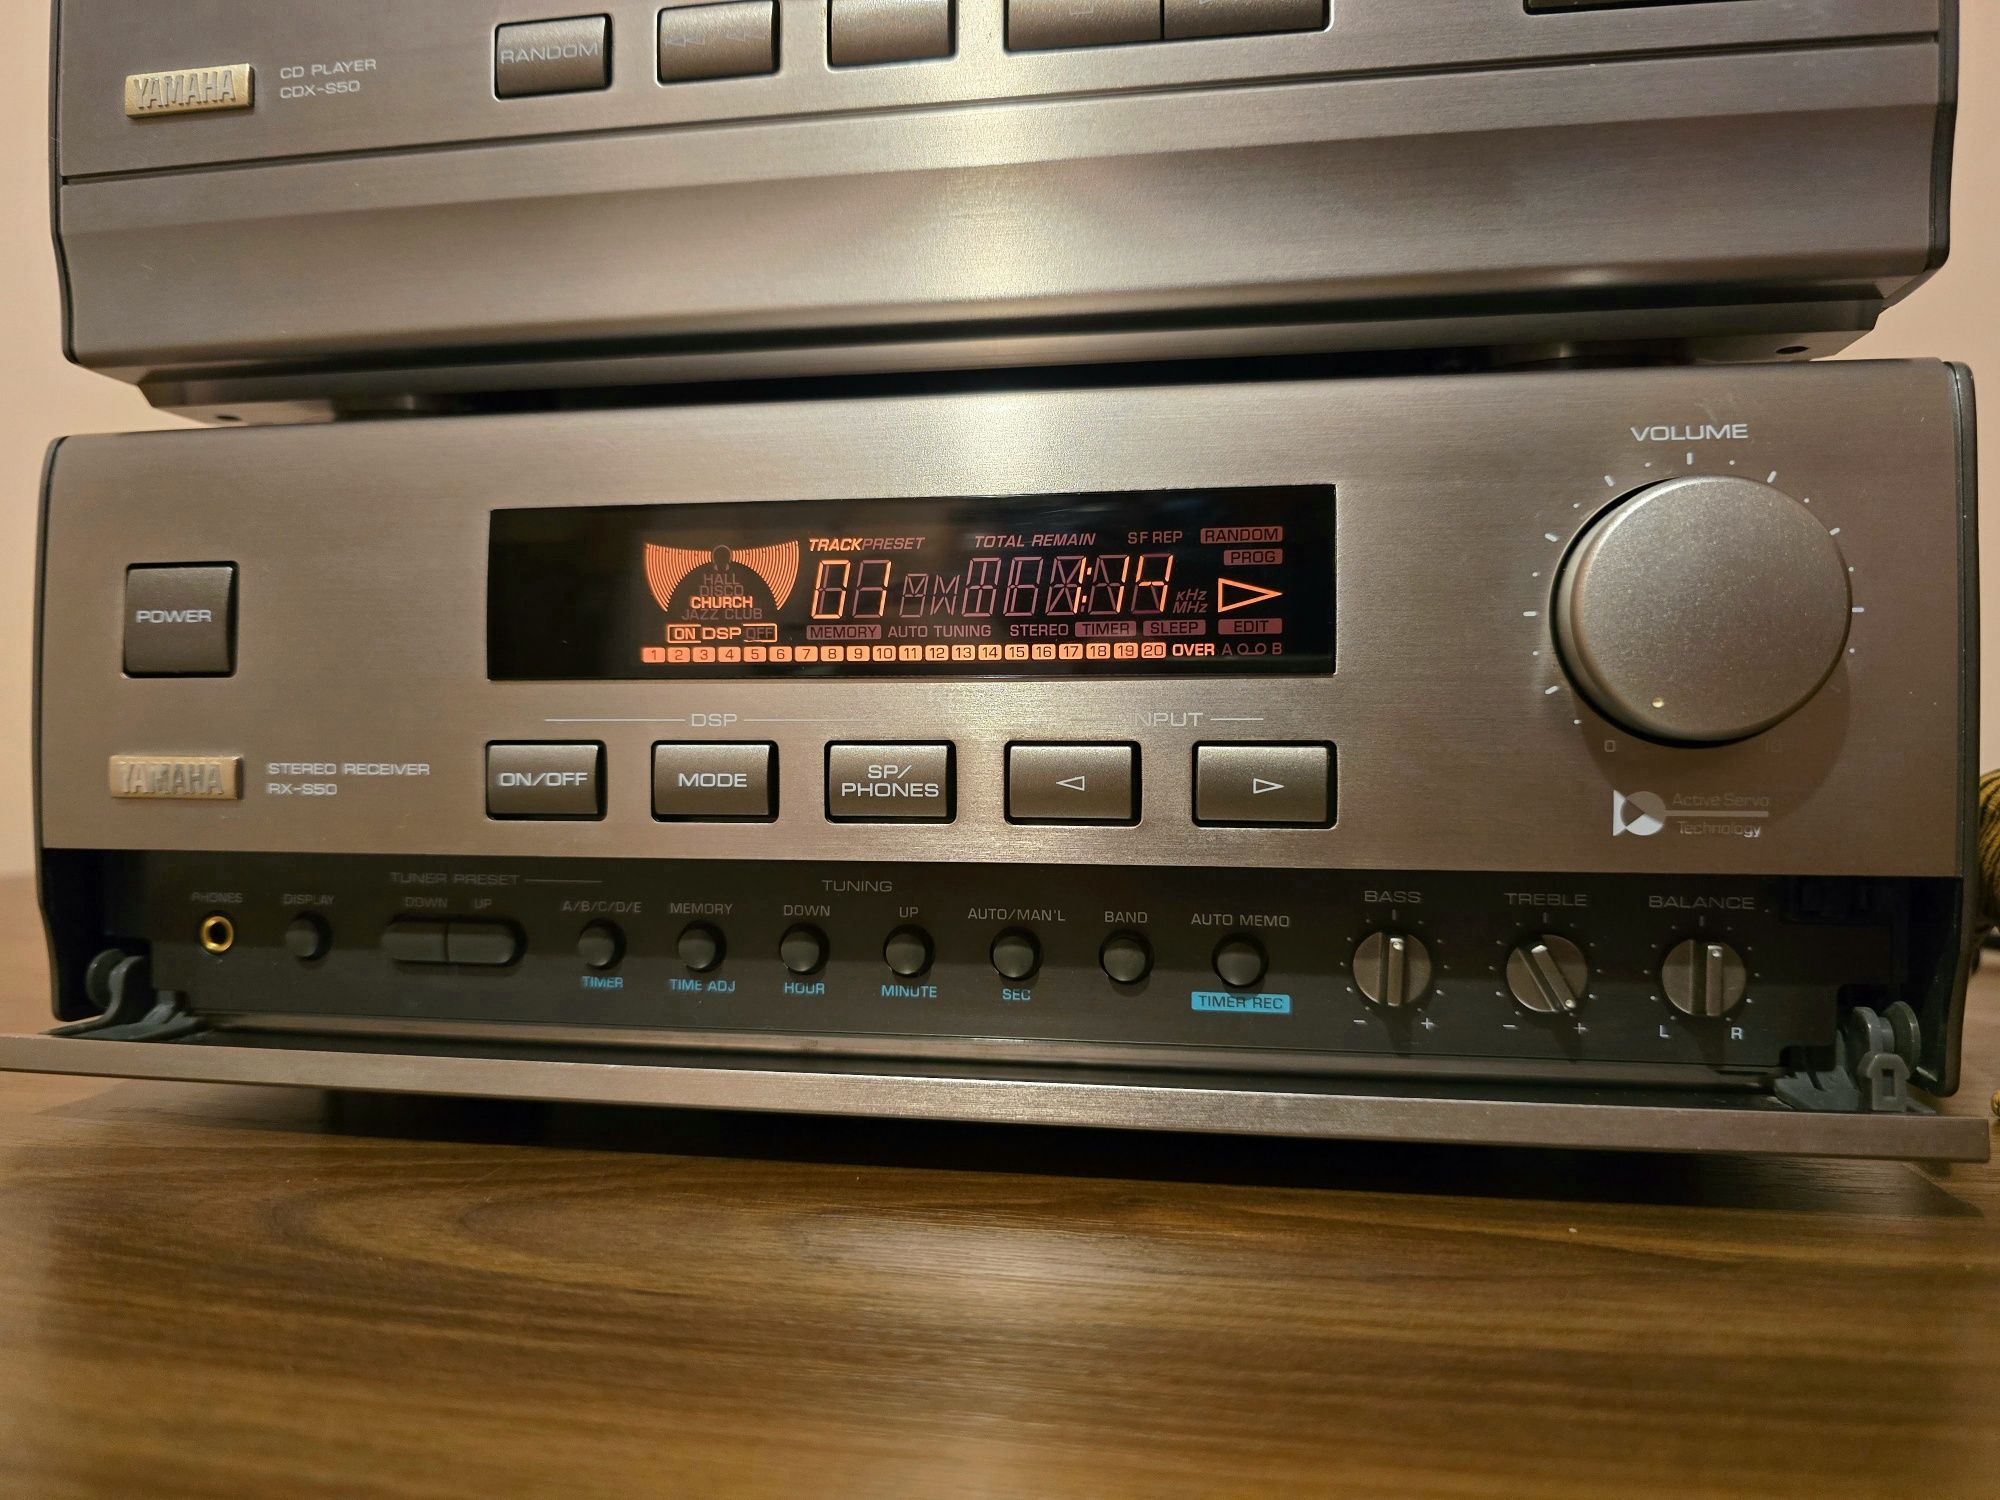 RANDOM
YAMAHA CD PLAYER
CDX-S50
VOLUME
POWER
TRACK PRESET TOTAL REMAIN SF REP RANDOM
PROG
HALL
DISCO
CHURCH
JAZZ CLUB
01 1:14 kHz
MHz
ON DSP OFF MEMORY AUTO TUNING STEREO TIMER SLEEP EDIT
1 2 3 4 5 6 7 8 9 10 11 12 13 14 15 16 17 18 19 20 OVER A B
0 10
DSP INPUT
YAMAHA STEREO RECEIVER
RX-S50
ON/OFF MODE SP/
PHONES
Active Servo
Technology
TUNER PRESET TUNING BASS TREBLE BALANCE
PHONES DISPLAY DOWN UP A/B/C/D/E MEMORY DOWN UP AUTO/MAN'L BAND AUTO MEMO
TIMER TIME ADJ HOUR MINUTE SEC TIMER REC
− + − + L R